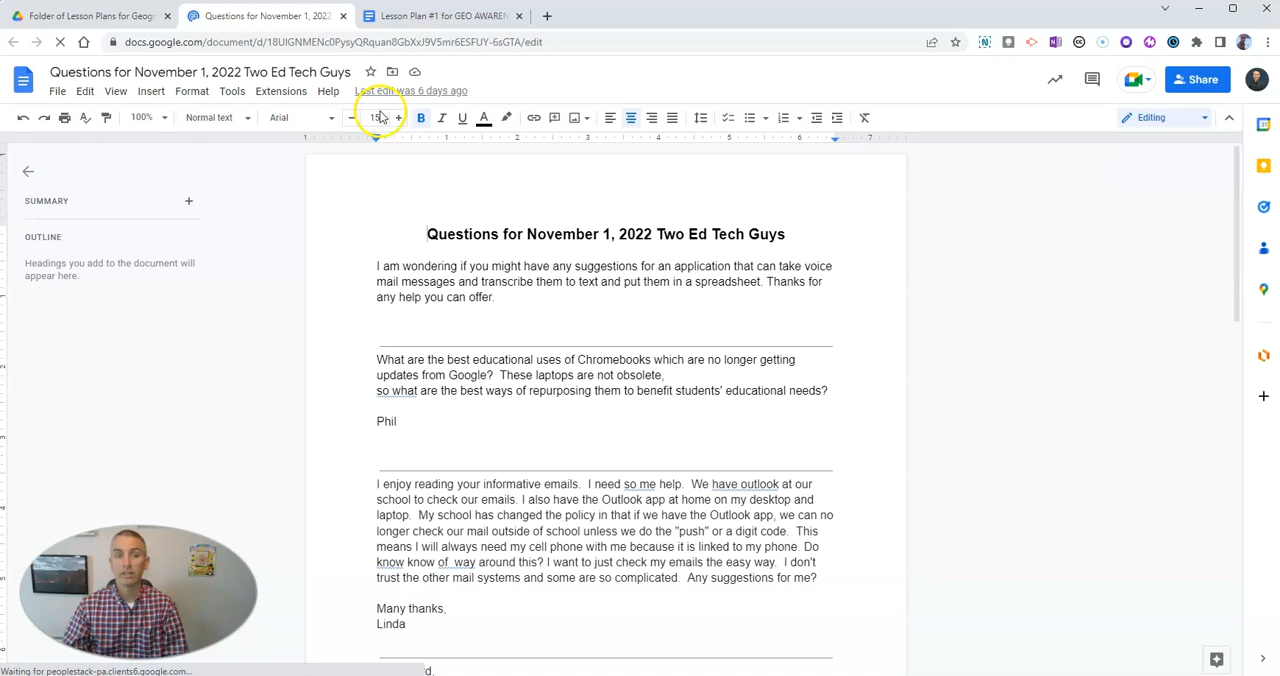 Folder of Lesson Plans for Geogr
Questions for November 1, 2022
Lesson Plan #1 for GEO AWAREN
docs.google.com/document/d/18UIGNMENc0PysyQRquan8GbXxJ9V5mr6ESFUY-6sGTA/edit
Questions for November 1, 2022 Two Ed Tech Guys
File Edit View Insert Format Tools Extensions Help Last edit was 6 days ago
Share
100% Normal text Arial 15 B I U A Editing
1 1 2 3 4 5 6 7
SUMMARY
OUTLINE
Headings you add to the document will
appear here.
Questions for November 1, 2022 Two Ed Tech Guys
I am wondering if you might have any suggestions for an application that can take voice
mail messages and transcribe them to text and put them in a spreadsheet. Thanks for
any help you can offer.
What are the best educational uses of Chromebooks which are no longer getting
updates from Google?  These laptops are not obsolete,
so what are the best ways of repurposing them to benefit students' educational needs?
Phil
I enjoy reading your informative emails.  I need so me help.  We have outlook at our
school to check our emails. I also have the Outlook app at home on my desktop and
laptop.  My school has changed the policy in that if we have the Outlook app, we can no
longer check our mail outside of school unless we do the "push" or a digit code.  This
means I will always need my cell phone with me because it is linked to my phone. Do
know know of  way around this? I want to just check my emails the easy way.  I don't
trust the other mail systems and some are so complicated.  Any suggestions for me?
Many thanks,
Linda
d,
Waiting for peoplestack-pa.clients6.google.com...